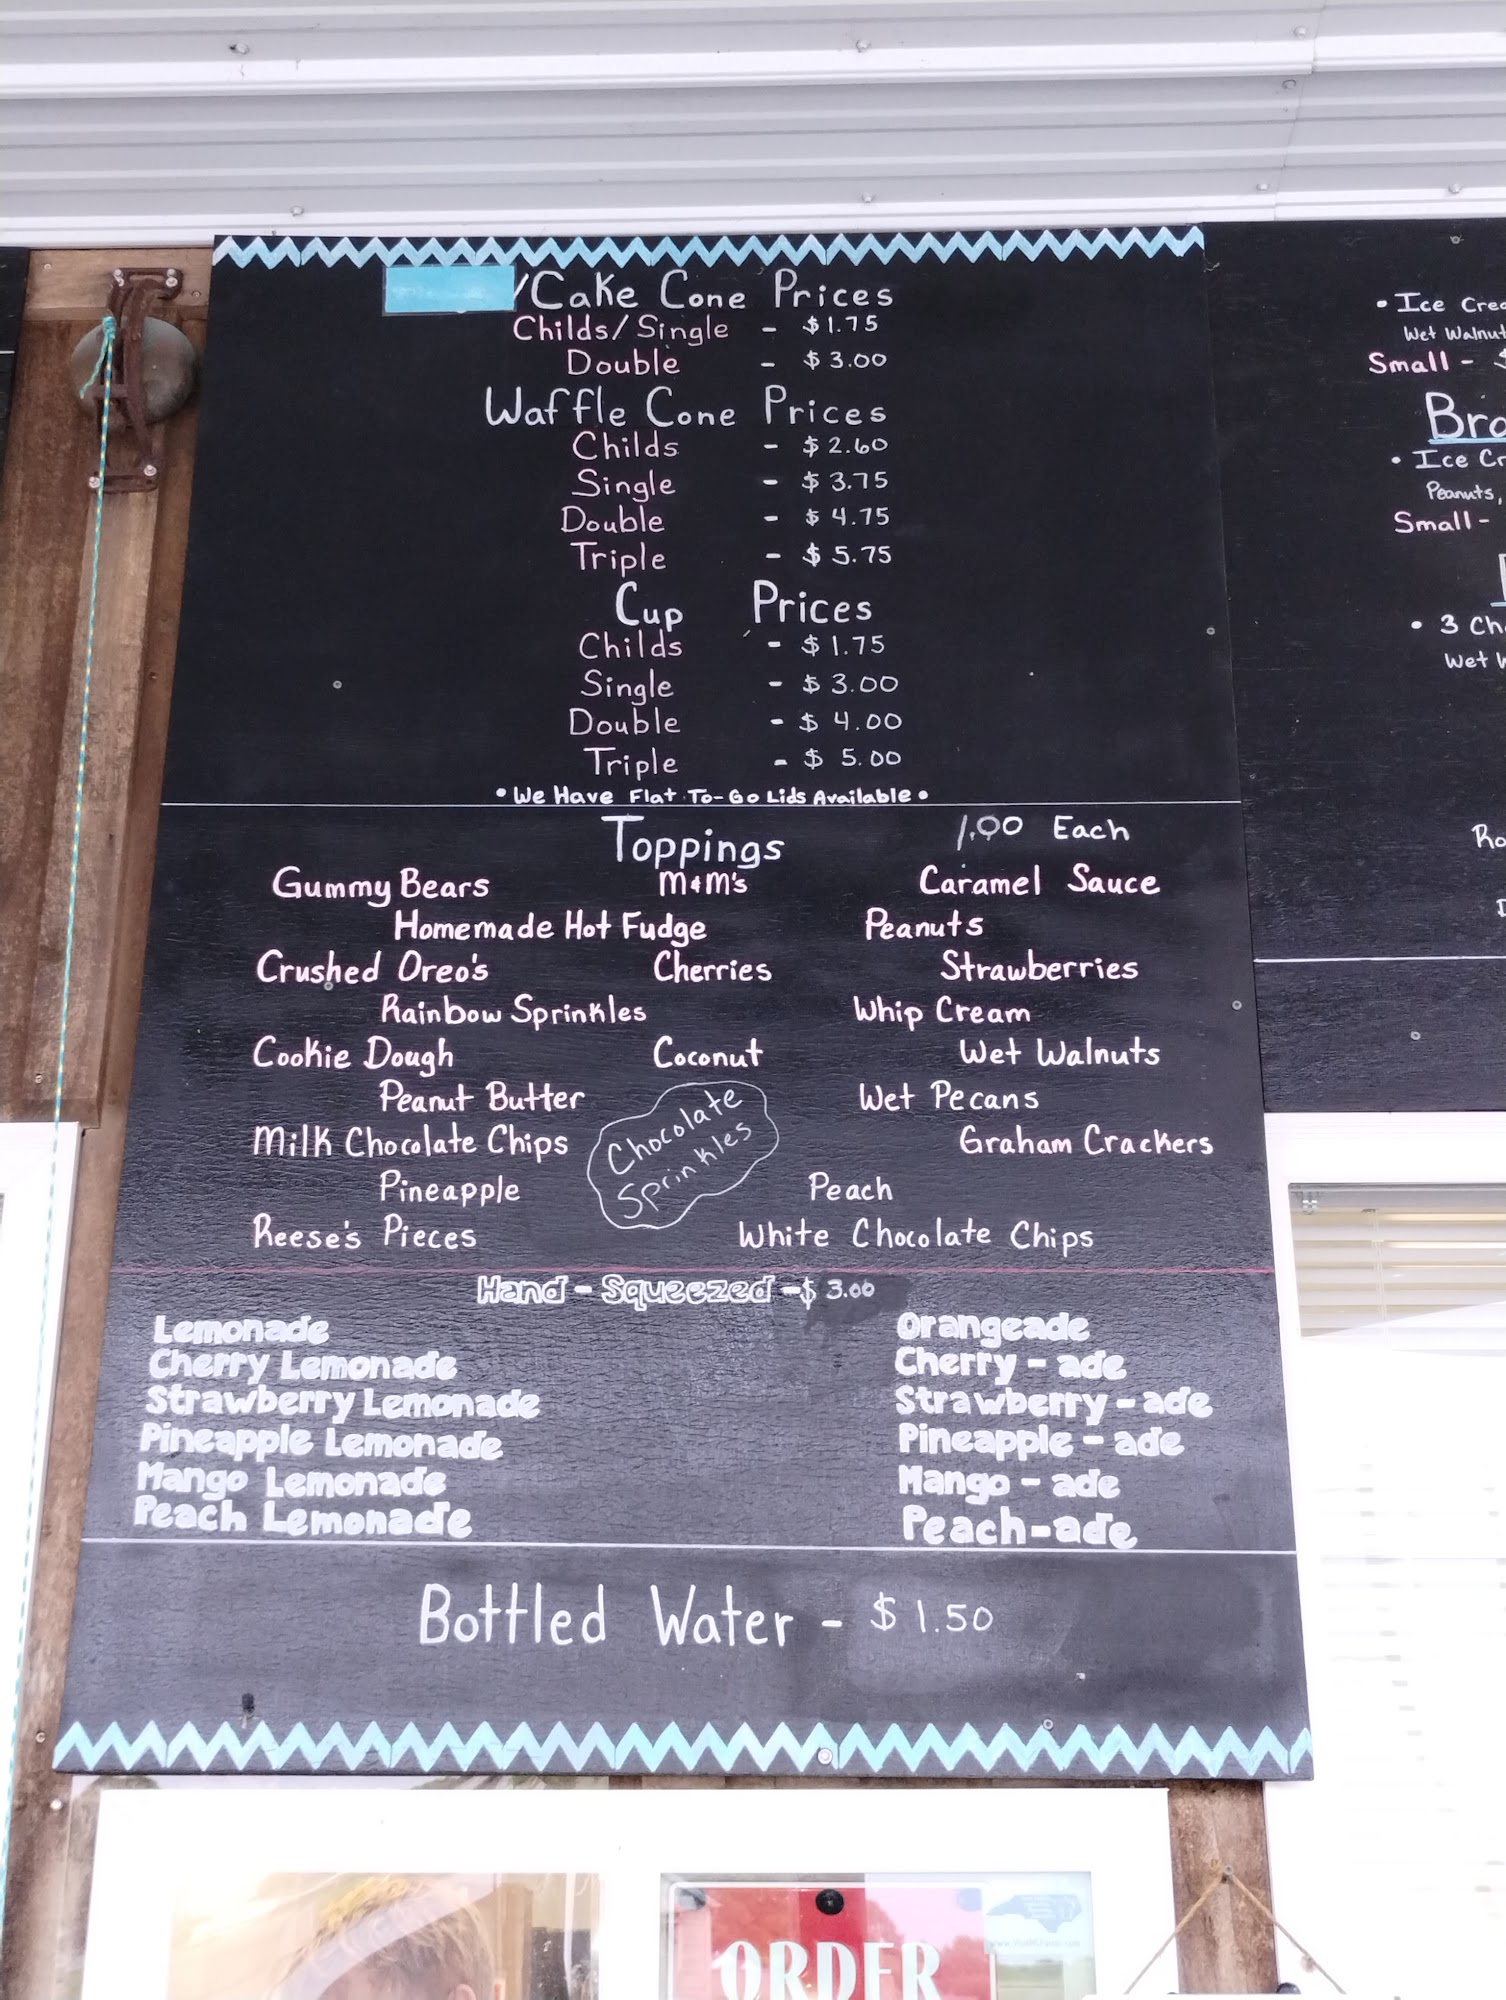 /Cake Cone Prices
Childs/Single - $1.75
Double - $3.00
Waffle Cone Prices
Childs - $2.60
Single - $3.75
Double - $4.75
Triple - $5.75
Cup Prices
Childs - $1.75
Single - $3.00
Double - $4.00
Triple - $5.00
• We Have Flat To-Go Lids Available •
Toppings 1.00 Each
Gummy Bears M&M's Caramel Sauce
Homemade Hot Fudge Peanuts
Crushed Oreo's Cherries Strawberries
Rainbow Sprinkles Whip Cream
Cookie Dough Coconut Wet Walnuts
Peanut Butter Wet Pecans
Chocolate
Sprinkles
Milk Chocolate Chips Graham Crackers
Pineapple Peach
Reese's Pieces White Chocolate Chips
Hand-Squeezed - $3.00
Lemonade Orangeade
Cherry Lemonade Cherry-ade
Strawberry Lemonade Strawberry-ade
Pineapple Lemonade Pineapple-ade
Mango Lemonade Mango-ade
Peach Lemonade Peach-ade
Bottled Water - $1.50
• Ice
Wet
Small -
• Ice
Peanuts,
Small -
• 3
Wet
ORDER